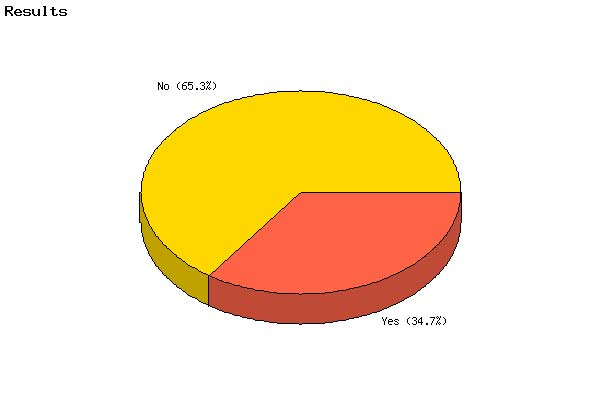 Results
No (65.3%)
Yes (34.7%)